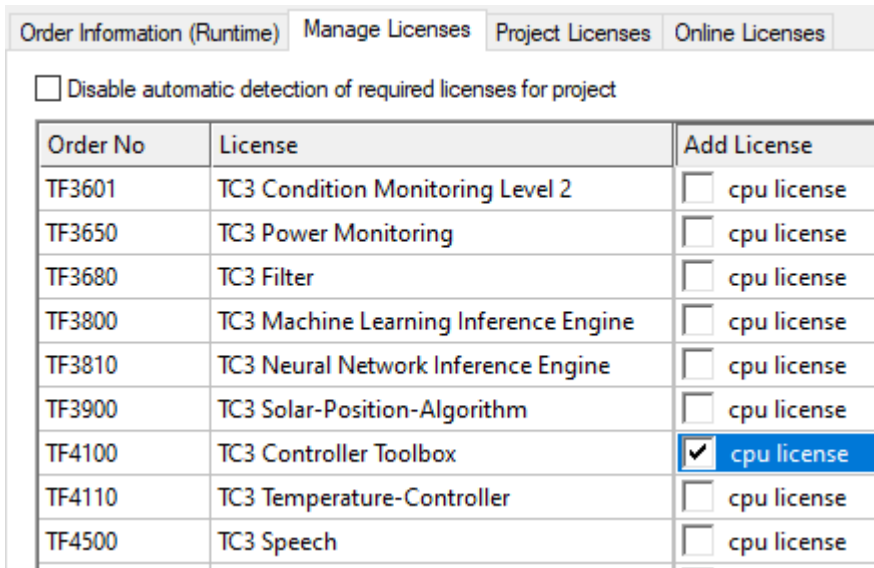 Order Information (Runtime) Manage Licenses Project Licenses Online Licenses
Disable automatic detection of required licenses for project
Order No License Add License
TF3601 TC3 Condition Monitoring Level 2 cpu license
TF3650 TC3 Power Monitoring cpu license
TF3680 TC3 Filter cpu license
TF3800 TC3 Machine Learning Inference Engine cpu license
TF3810 TC3 Neural Network Inference Engine cpu license
TF3900 TC3 Solar-Position-Algorithm cpu license
TF4100 TC3 Controller Toolbox cpu license
TF4110 TC3 Temperature-Controller cpu license
TF4500 TC3 Speech cpu license